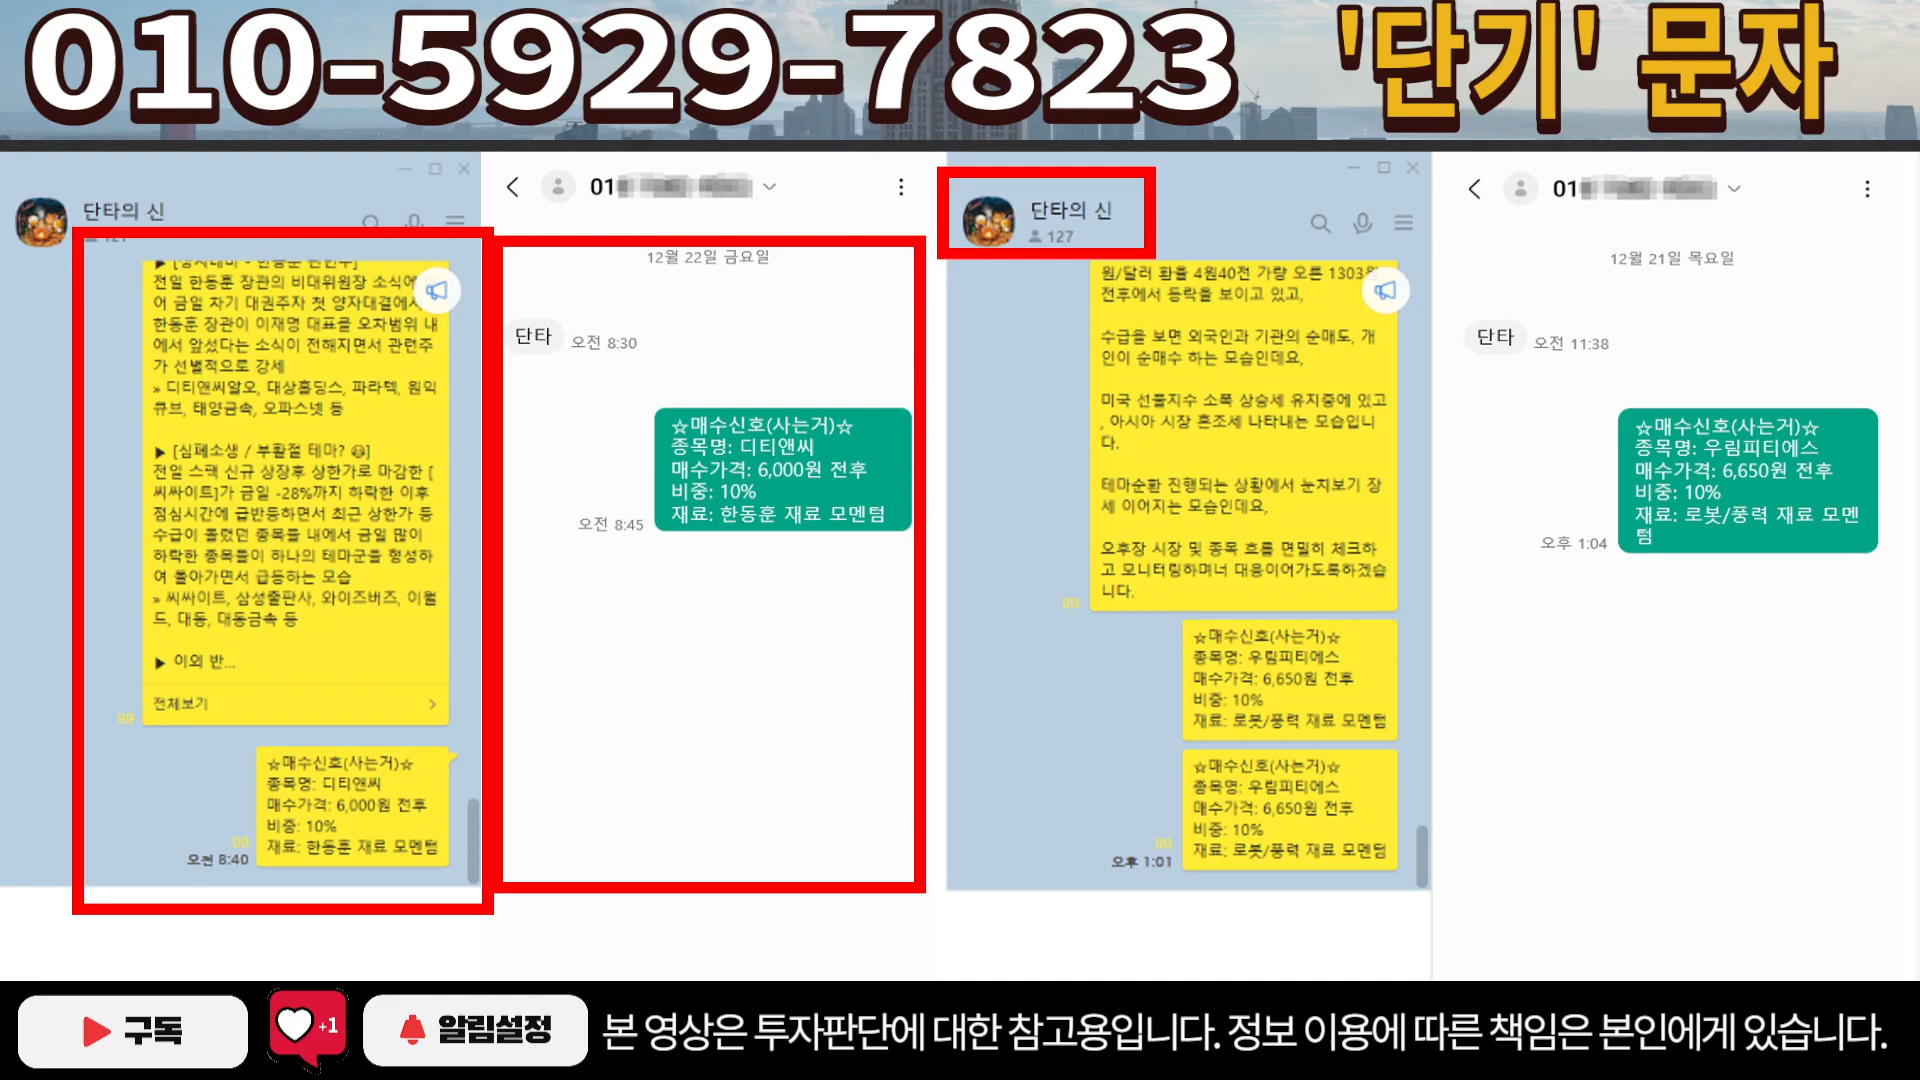 010-5929-7823 '단기' 문자
단타의 신
127
▶ [정치테마 - 한동훈 관련주]
전일 한동훈 장관의 비대위원장 소식에
어 금일 차기 대권주자 첫 양자대결에서
한동훈 장관이 이재명 대표를 오차범위 내
에서 앞섰다는 소식이 전해지면서 관련주
가 선별적으로 강세
» 디티앤씨알오, 대상홀딩스, 파라텍, 원익
큐브, 태양금속, 오파스넷 등
▶ [심폐소생 / 부활절 테마? 😂]
전일 스팩 신규 상장후 상한가로 마감한 [
씨싸이트]가 금일 -28%까지 하락한 이후
점심시간에 급반등하면서 최근 상한가 등
수급이 몰렸던 종목들 내에서 금일 많이
하락한 종목들이 하나의 테마군을 형성하
여 돌아가면서 급등하는 모습
» 씨싸이트, 삼성출판사, 와이즈버즈, 이월
드, 대동, 대동금속 등
▶ 이외 반...
전체보기
99
☆매수신호(사는거)☆
종목명: 디티앤씨
매수가격: 6,000원 전후
비중: 10%
재료: 한동훈 재료 모멘텀
99
오전 8:40
01
12월 22일 금요일
단타
오전 8:30
☆매수신호(사는거)☆
종목명: 디티앤씨
매수가격: 6,000원 전후
비중: 10%
재료: 한동훈 재료 모멘텀
오전 8:45
단타의 신
127
원/달러 환율 4원40전 가량 오른 1303원
전후에서 등락을 보이고 있고,
수급을 보면 외국인과 기관의 순매도, 개
인이 순매수 하는 모습인데요,
미국 선물지수 소폭 상승세 유지중에 있고
, 아시아 시장 혼조세 나타내는 모습입니
다.
테마순환 진행되는 상황에서 눈치보기 장
세 이어지는 모습인데요,
오후장 시장 및 종목 흐름 면밀히 체크하
고 모니터링하며너 대응이어가도록하겠습
니다.
99
☆매수신호(사는거)☆
종목명: 우림피티에스
매수가격: 6,650원 전후
비중: 10%
재료: 로봇/풍력 재료 모멘텀
☆매수신호(사는거)☆
종목명: 우림피티에스
매수가격: 6,650원 전후
비중: 10%
재료: 로봇/풍력 재료 모멘텀
99
오후 1:01
01
12월 21일 목요일
단타
오전 11:38
☆매수신호(사는거)☆
종목명: 우림피티에스
매수가격: 6,650원 전후
비중: 10%
재료: 로봇/풍력 재료 모멘
텀
오후 1:04
구독
+1
알림설정
본 영상은 투자판단에 대한 참고용입니다. 정보 이용에 따른 책임은 본인에게 있습니다.